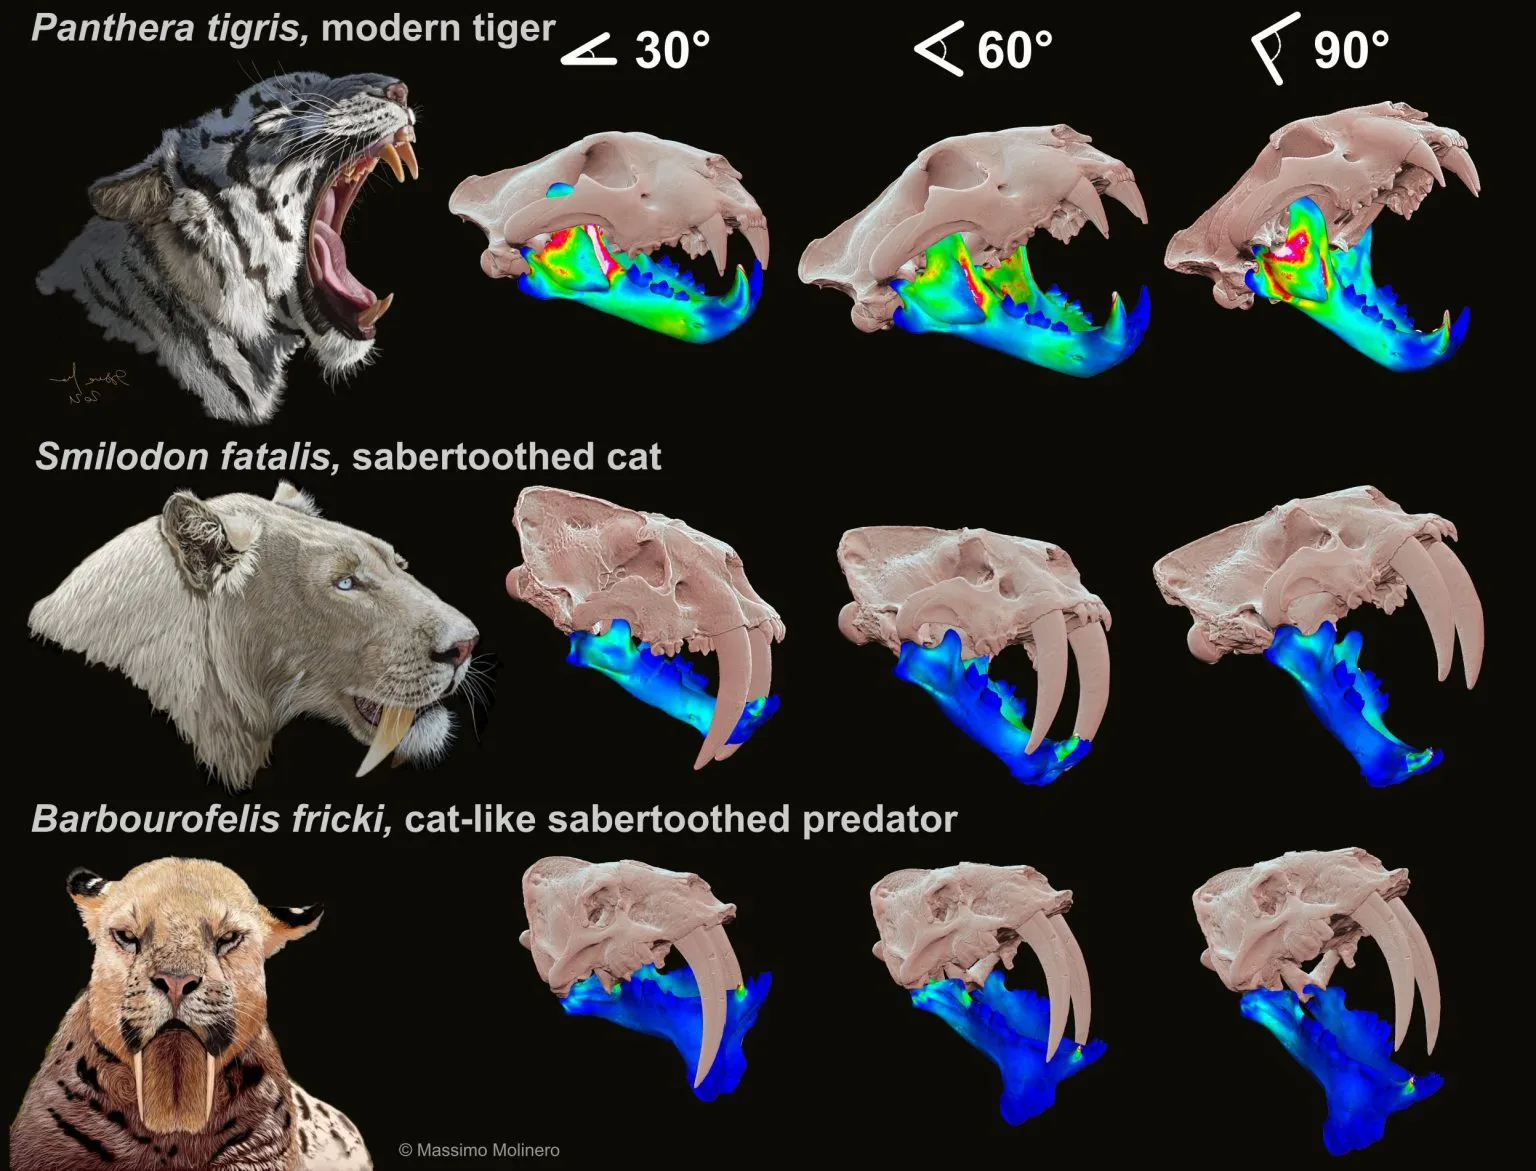 Panthera tigris, modern tiger
30°
60°
90°
Smilodon fatalis, sabertoothed cat
Barbourofelis fricki, cat-like sabertoothed predator
© Massimo Molinero